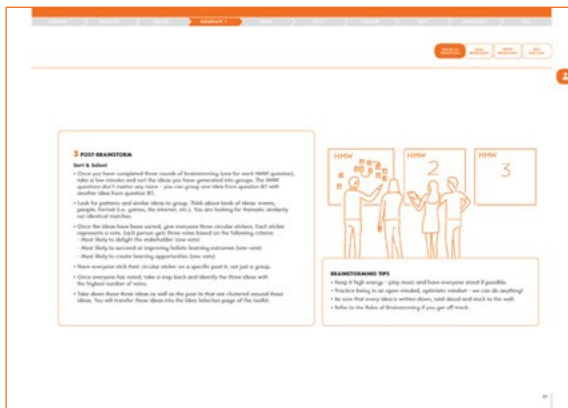 3 POST-BRAINSTORM
Sort & Select
• Once you have completed three rounds of brainstorming (one for each HMW question),
take a few minutes and sort the ideas you have generated into groups. The HMW
questions don't matter any more - you can group one idea from question #1 with
another idea from question #3.
• Look for patterns and similar ideas to group. Think about kinds of ideas: events,
people, format (i.e. games, the internet, etc.). You are looking for thematic similarity
not identical matches.
• Once the ideas have been sorted, give everyone three circular stickers. Each sticker
represents a vote. Each person gets three votes based on the following criteria:
- Most likely to delight the stakeholder (one vote)
- Most likely to succeed at improving holistic learning outcomes (one vote)
- Most likely to create learning opportunities (one vote)
• Have everyone stick their circular sticker on a specific post-it, not just a group.
• Once everyone has voted, take a step back and identify the three ideas with
the highest number of votes.
• Take down those three ideas as well as the post-its that are clustered around those
ideas. You will transfer these ideas into the Idea Selection page of the toolkit.
HMW
HMW
2
HMW
3
BRAINSTORMING TIPS
• Keep it high energy - play music and have everyone stand if possible.
• Practice being in an open-minded, optimistic mindset - we can do anything!
• Be sure that every idea is written down, said aloud and stuck to the wall.
• Refer to the Rules of Brainstorming if you get off track.